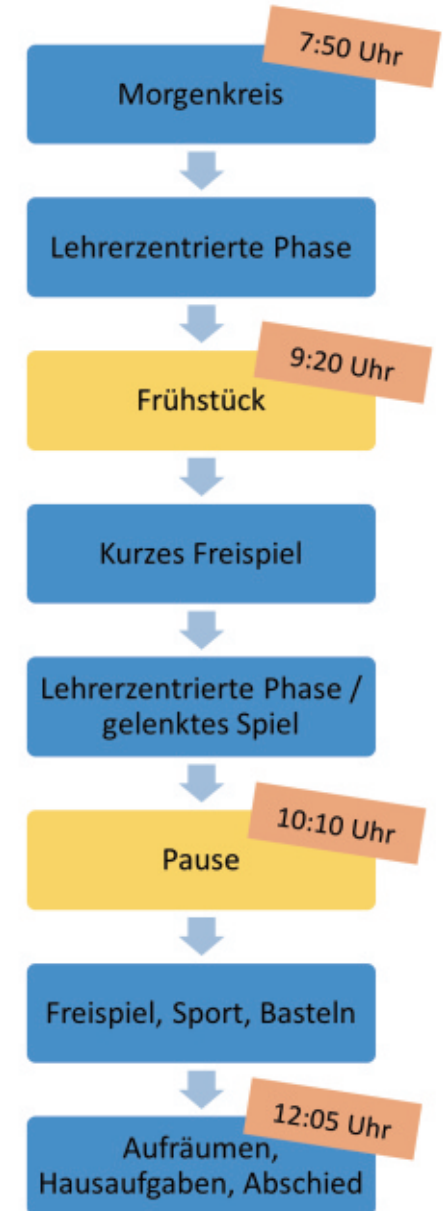 7:50 Uhr
Morgenkreis
Lehrerzentrierte Phase
9:20 Uhr
Frühstück
Kurzes Freispiel
Lehrerzentrierte Phase /
gelenktes Spiel
10:10 Uhr
Pause
Freispiel, Sport, Basteln
12:05 Uhr
Aufräumen,
Hausaufgaben, Abschied